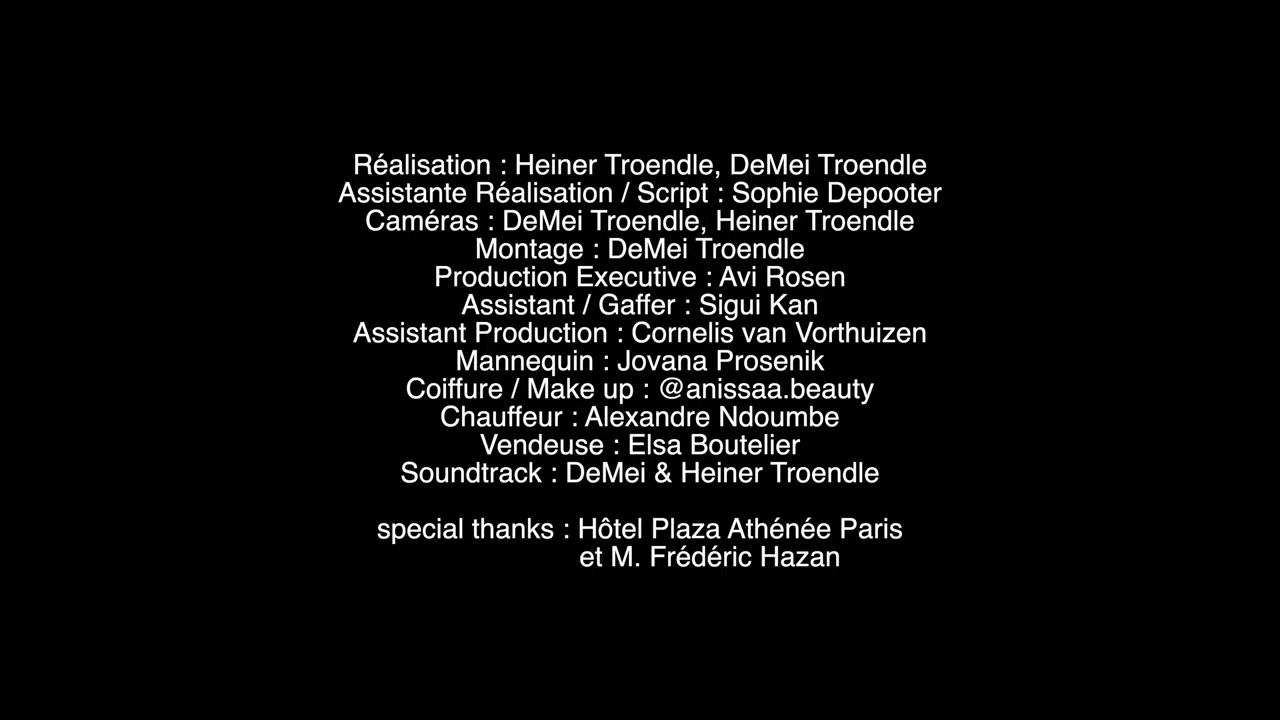 Réalisation : Heiner Troendle, DeMei Troendle
Assistante Réalisation / Script : Sophie Depooter
Caméras : DeMei Troendle, Heiner Troendle
Montage : DeMei Troendle
Production Executive : Avi Rosen
Assistant / Gaffer : Sigui Kan
Assistant Production : Cornelis van Vorthuizen
Mannequin : Jovana Prosenik
Coiffure / Make up : @anissaa.beauty
Chauffeur : Alexandre Ndoumbe
Vendeuse : Elsa Boutelier
Soundtrack : DeMei & Heiner Troendle
special thanks : Hôtel Plaza Athénée Paris
et M. Frédéric Hazan